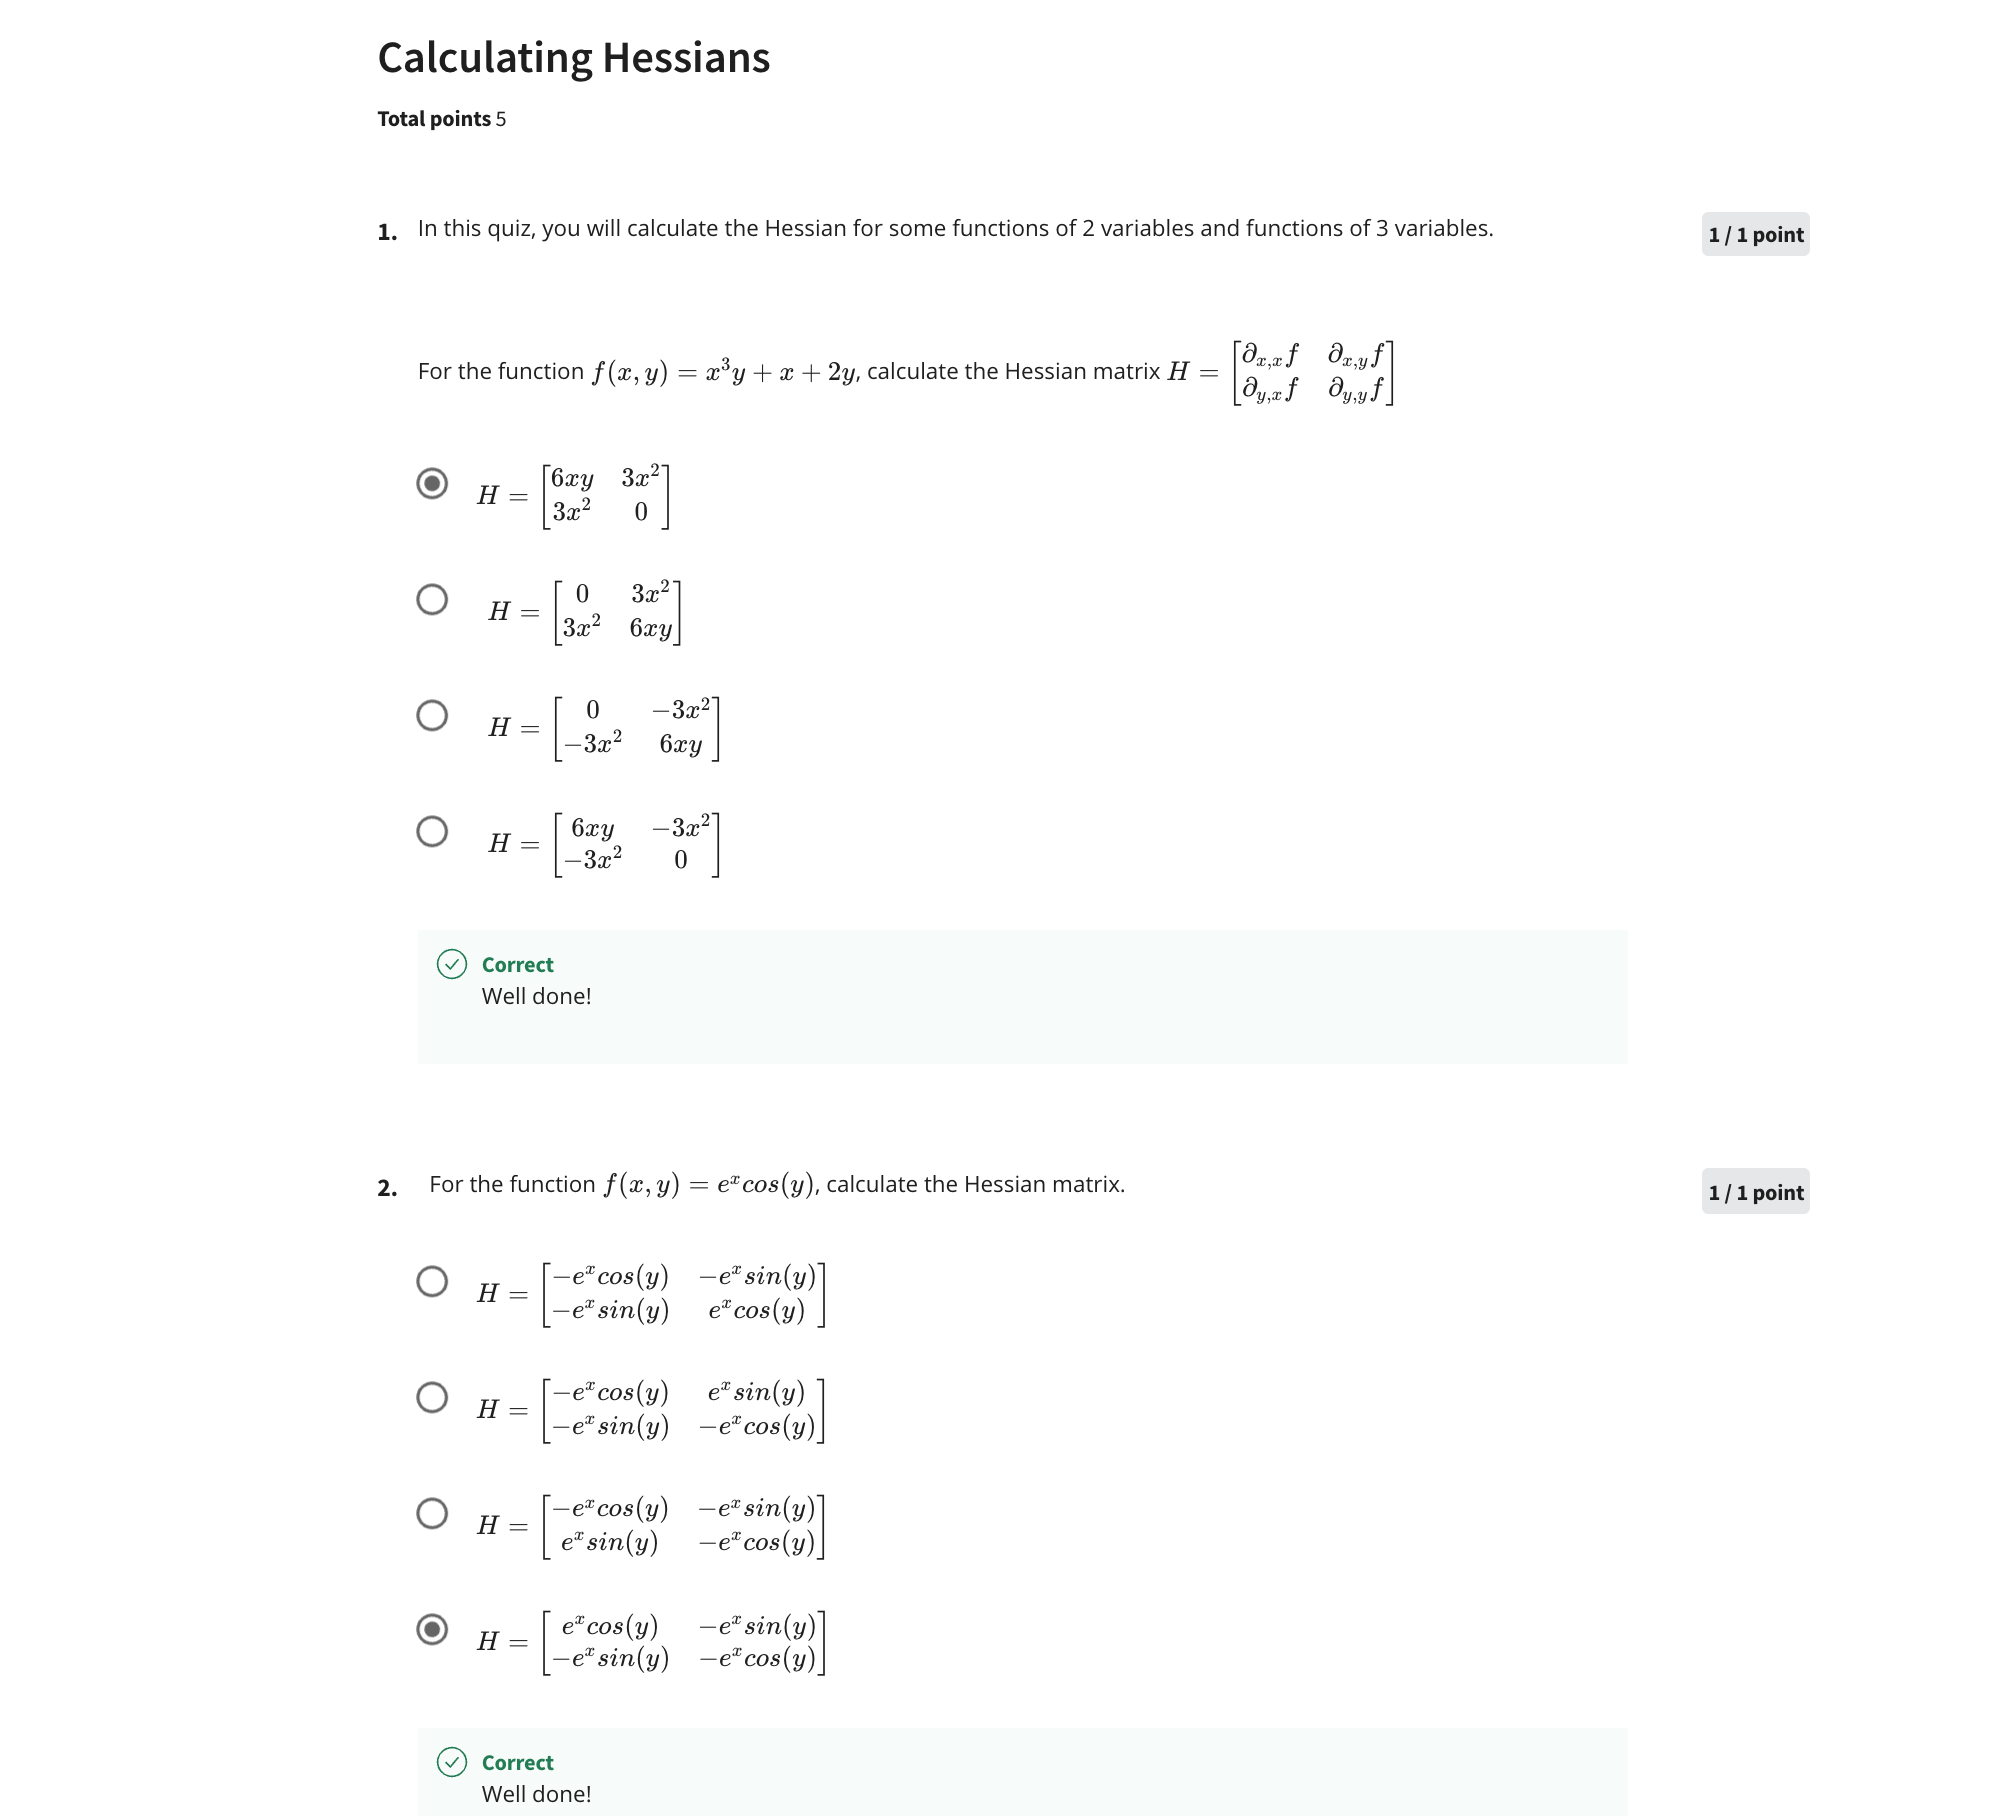 Calculating Hessians
Total points 5
1. In this quiz, you will calculate the Hessian for some functions of 2 variables and functions of 3 variables.
1 / 1 point
For the function $f(x, y) = x^3y + x + 2y$, calculate the Hessian matrix $H = \begin{bmatrix} \partial_{x,x}f & \partial_{x,y}f \\ \partial_{y,x}f & \partial_{y,y}f \end{bmatrix}$
$H = \begin{bmatrix} 6xy & 3x^2 \\ 3x^2 & 0 \end{bmatrix}$
$H = \begin{bmatrix} 0 & 3x^2 \\ 3x^2 & 6xy \end{bmatrix}$
$H = \begin{bmatrix} 0 & -3x^2 \\ -3x^2 & 6xy \end{bmatrix}$
$H = \begin{bmatrix} 6xy & -3x^2 \\ -3x^2 & 0 \end{bmatrix}$
Correct
Well done!
2. For the function $f(x, y) = e^x cos(y)$, calculate the Hessian matrix.
1 / 1 point
$H = \begin{bmatrix} -e^x cos(y) & -e^x sin(y) \\ -e^x sin(y) & e^x cos(y) \end{bmatrix}$
$H = \begin{bmatrix} -e^x cos(y) & e^x sin(y) \\ -e^x sin(y) & -e^x cos(y) \end{bmatrix}$
$H = \begin{bmatrix} -e^x cos(y) & -e^x sin(y) \\ e^x sin(y) & -e^x cos(y) \end{bmatrix}$
$H = \begin{bmatrix} e^x cos(y) & -e^x sin(y) \\ -e^x sin(y) & -e^x cos(y) \end{bmatrix}$
Correct
Well done!